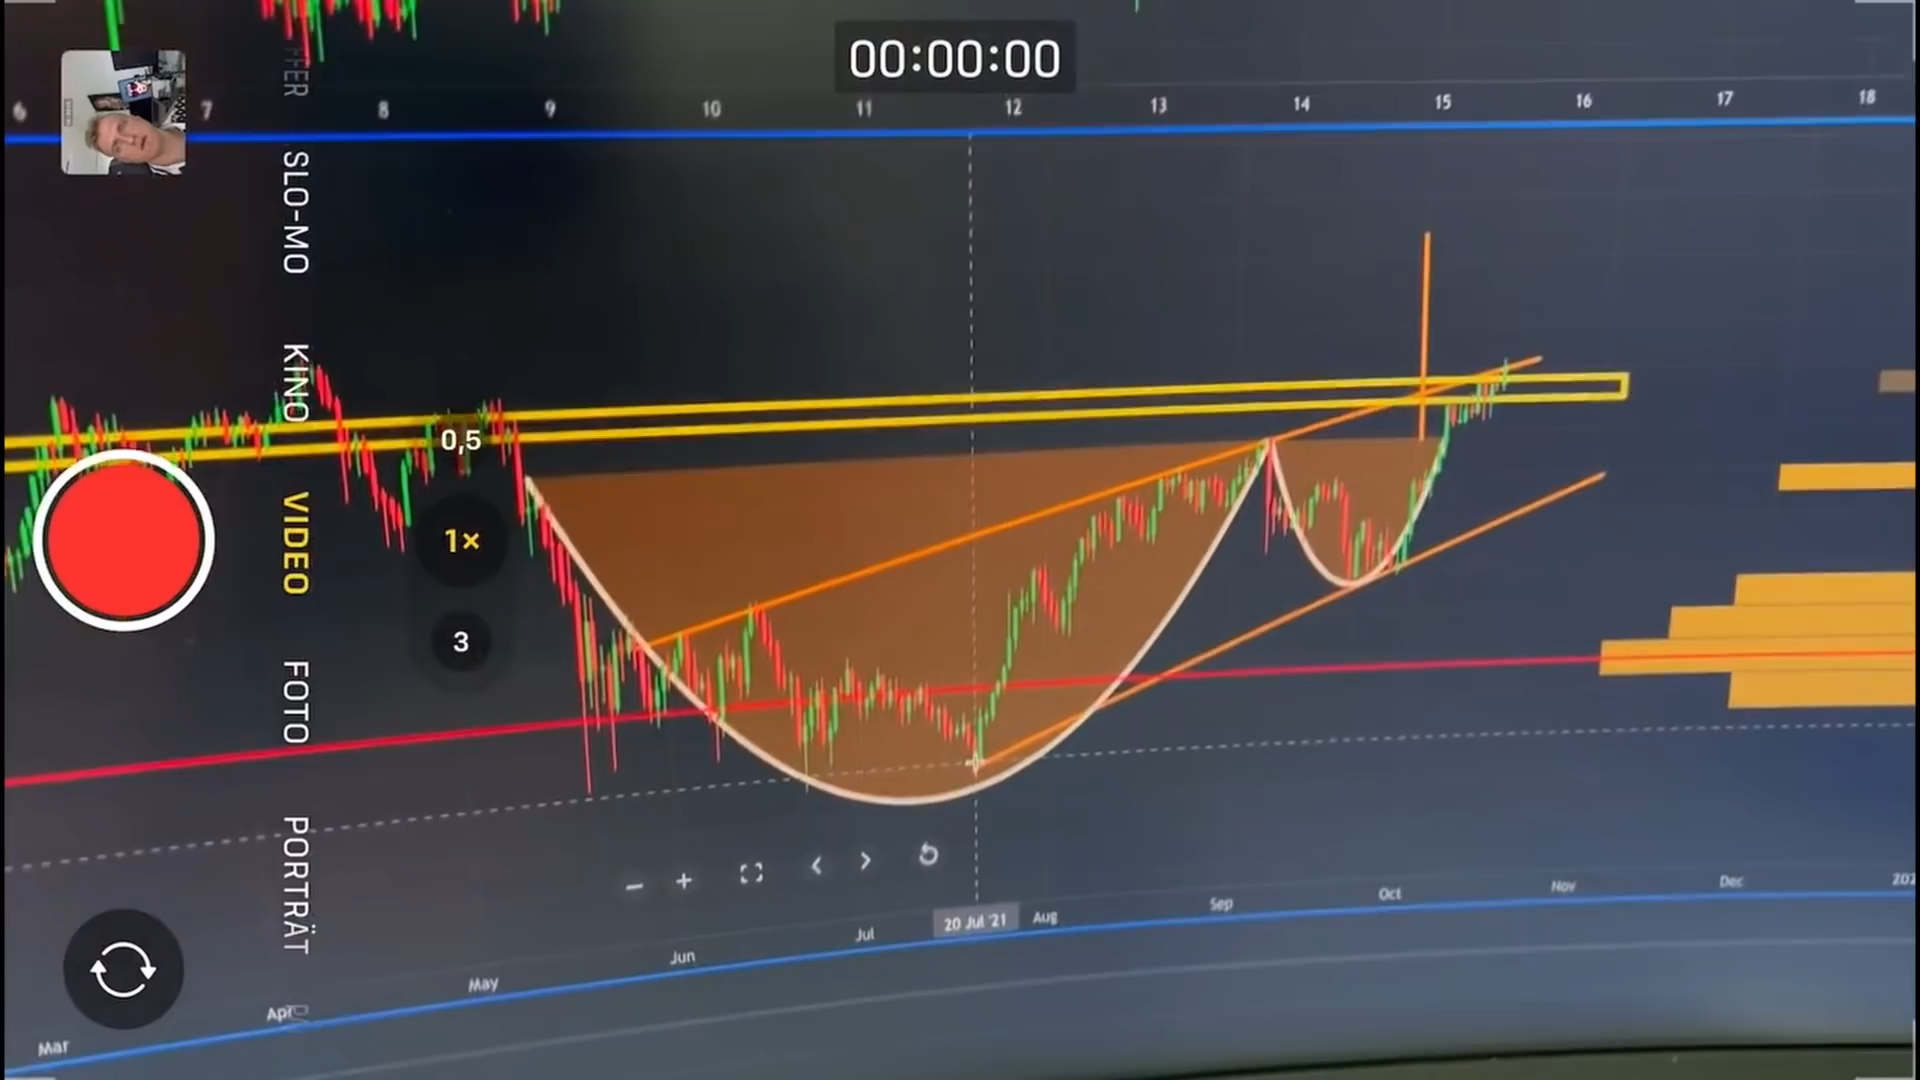 00:00:00
6 7 8 9 10 11 12 13 14 15 16 17 18
FFER
SLO-MO
KINO
VIDEO
FOTO
PORTRÄT
PA
0,5
1×
3
Mar Apr May Jun Jul 20 Jul '21 Aug Sep Oct Nov Dec 202